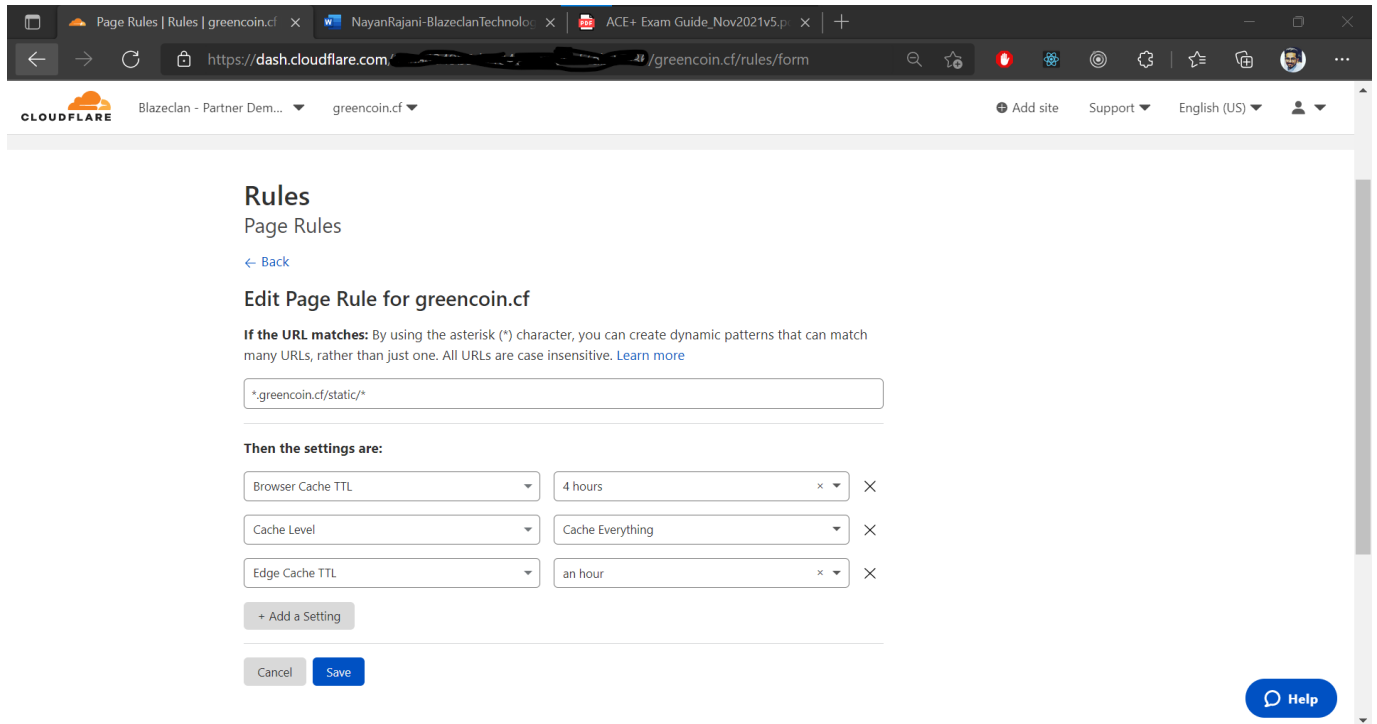 Page Rules | Rules | greencoin.cf
NayanRajani-BlazeclanTechnolog
ACE+ Exam Guide_Nov2021v5.pd
https://dash.cloudflare.com/ /greencoin.cf/rules/form
CLOUDFLARE
Blazeclan - Partner Dem...
greencoin.cf
Add site
Support
English (US)
Rules
Page Rules
← Back
Edit Page Rule for greencoin.cf
If the URL matches: By using the asterisk (*) character, you can create dynamic patterns that can match
many URLs, rather than just one. All URLs are case insensitive. Learn more
*.greencoin.cf/static/*
Then the settings are:
Browser Cache TTL
4 hours
Cache Level
Cache Everything
Edge Cache TTL
an hour
+ Add a Setting
Cancel
Save
Help